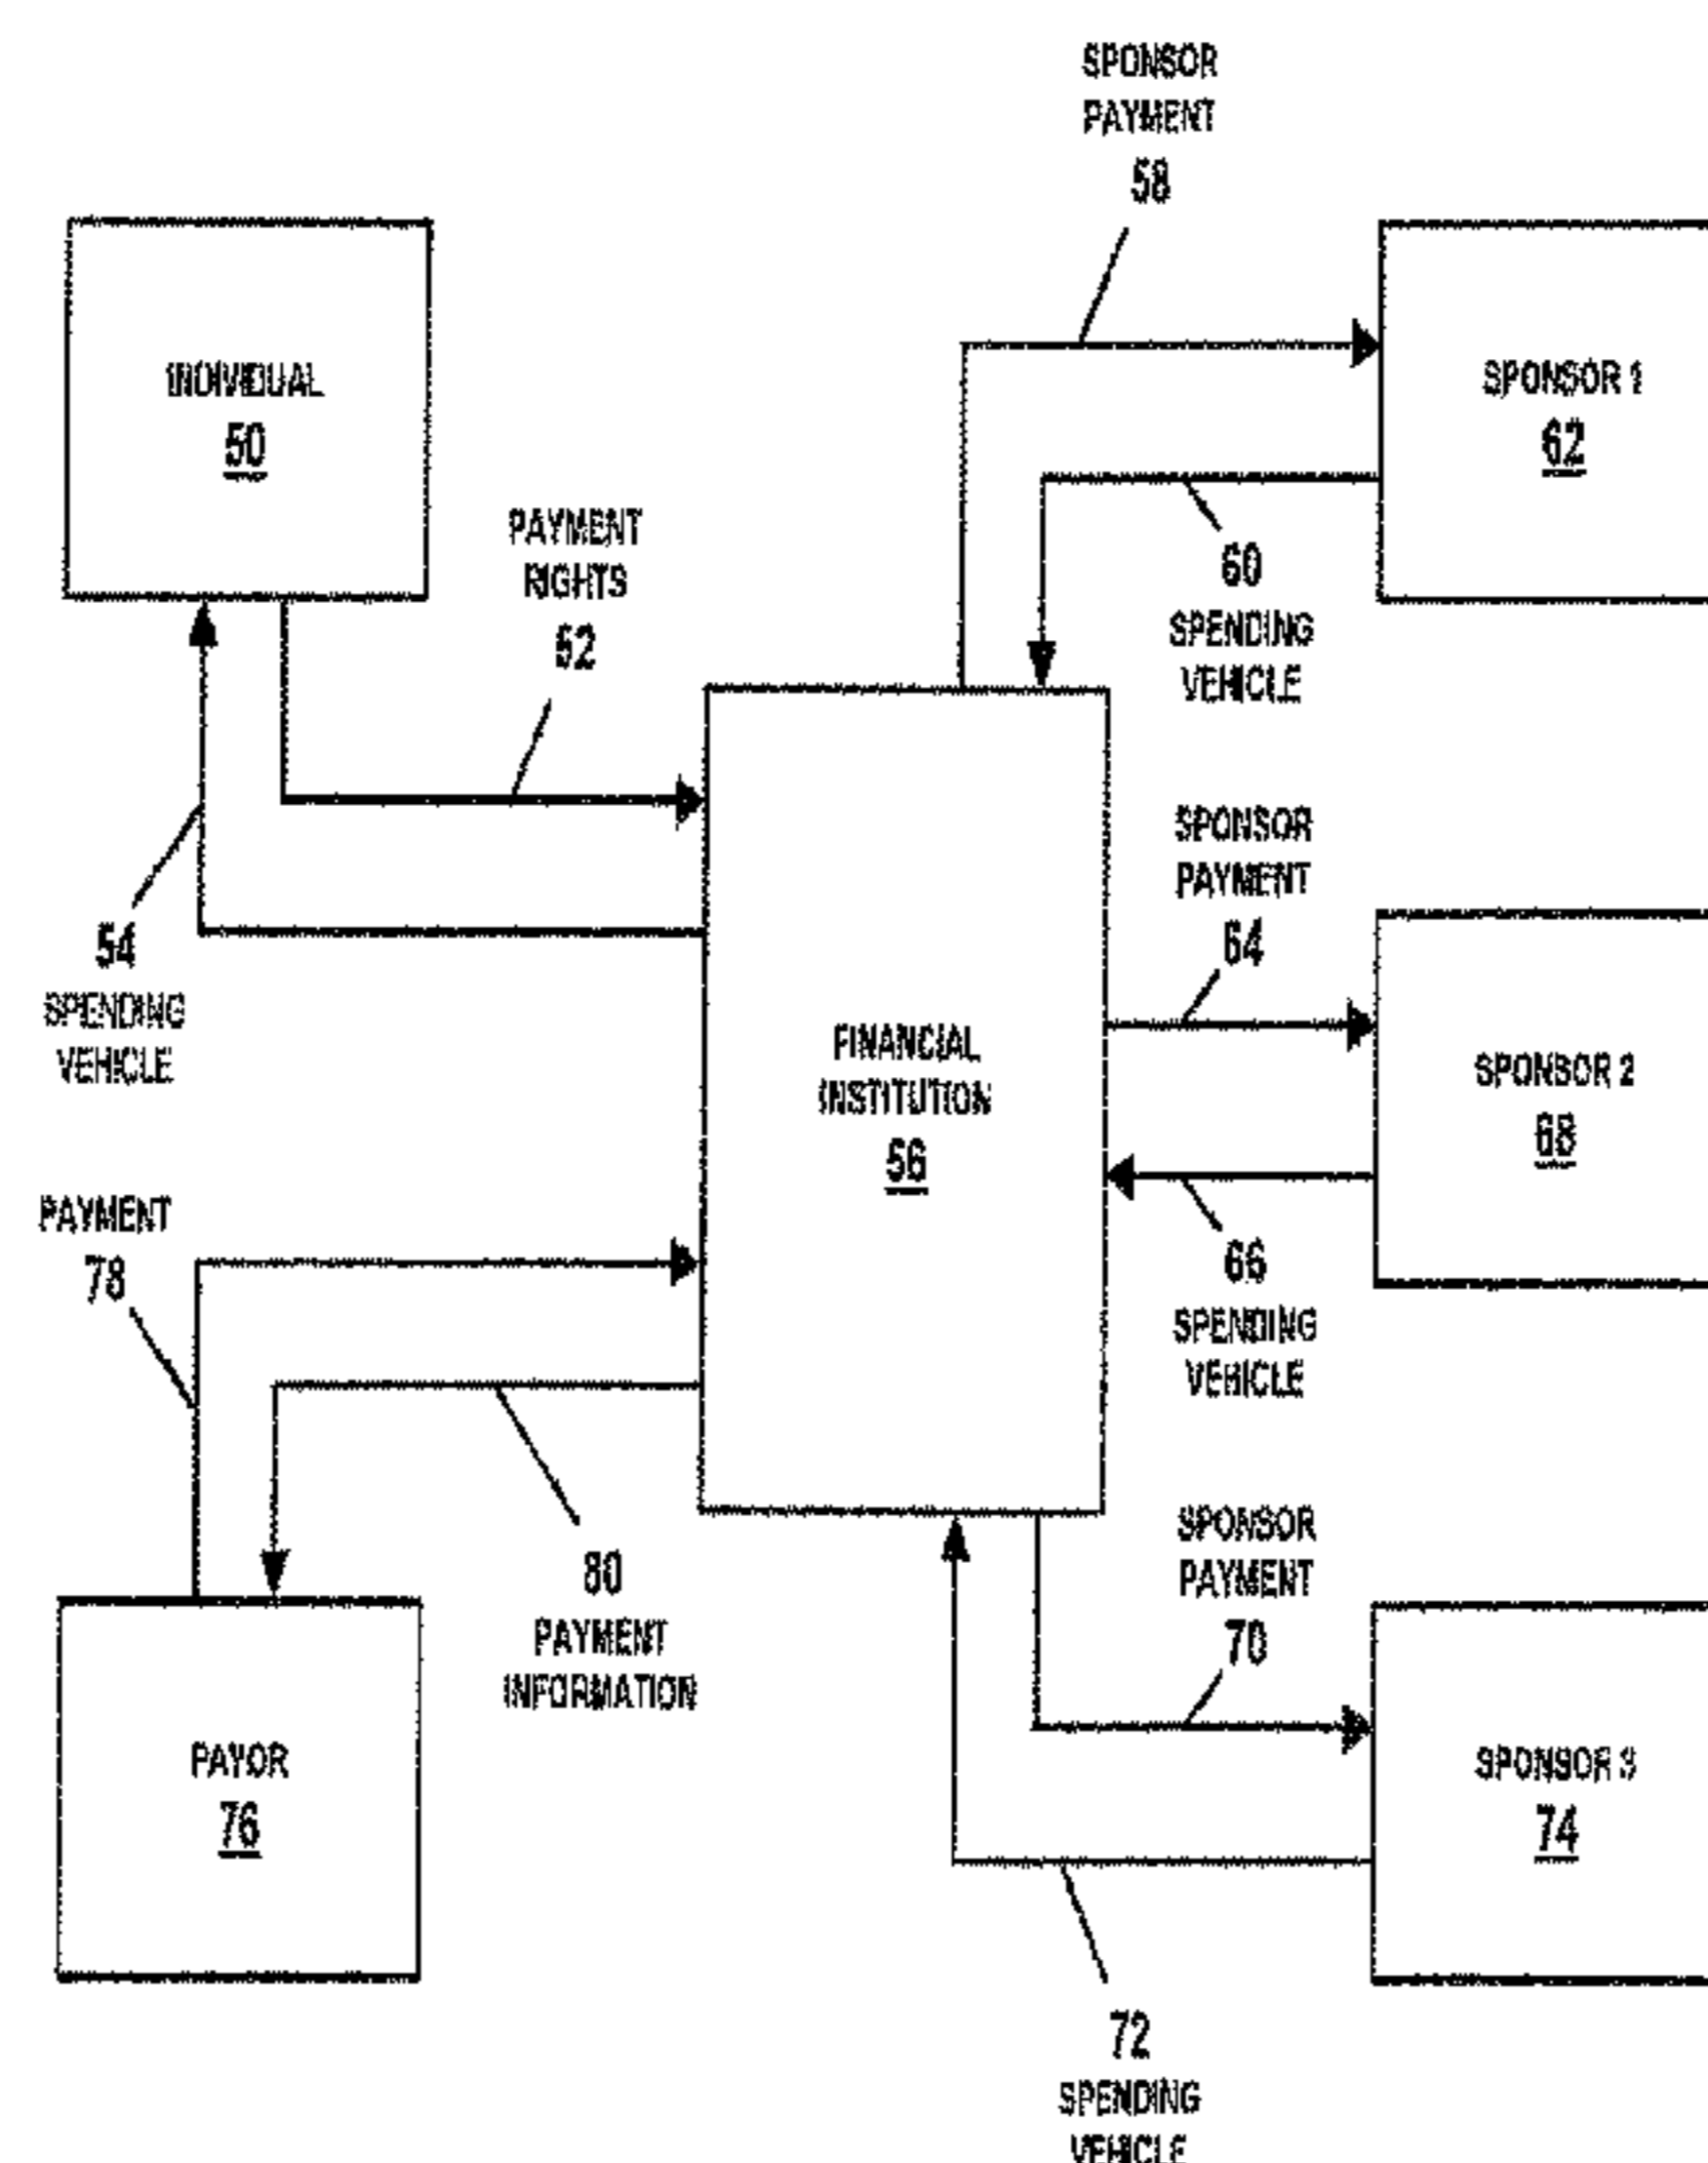 SPONSOR
PAYMENT
58
INDIVIDUAL
50
SPONSOR 1
62
PAYMENT
RIGHTS
52
60
SPENDING
VEHICLE
SPONSOR
PAYMENT
64
54
SPENDING
VEHICLE
FINANCIAL
INSTITUTION
56
SPONSOR 2
68
PAYMENT
78
66
SPENDING
VEHICLE
80
PAYMENT
INFORMATION
SPONSOR
PAYMENT
70
PAYOR
76
SPONSOR 3
74
72
SPENDING
VEHICLE